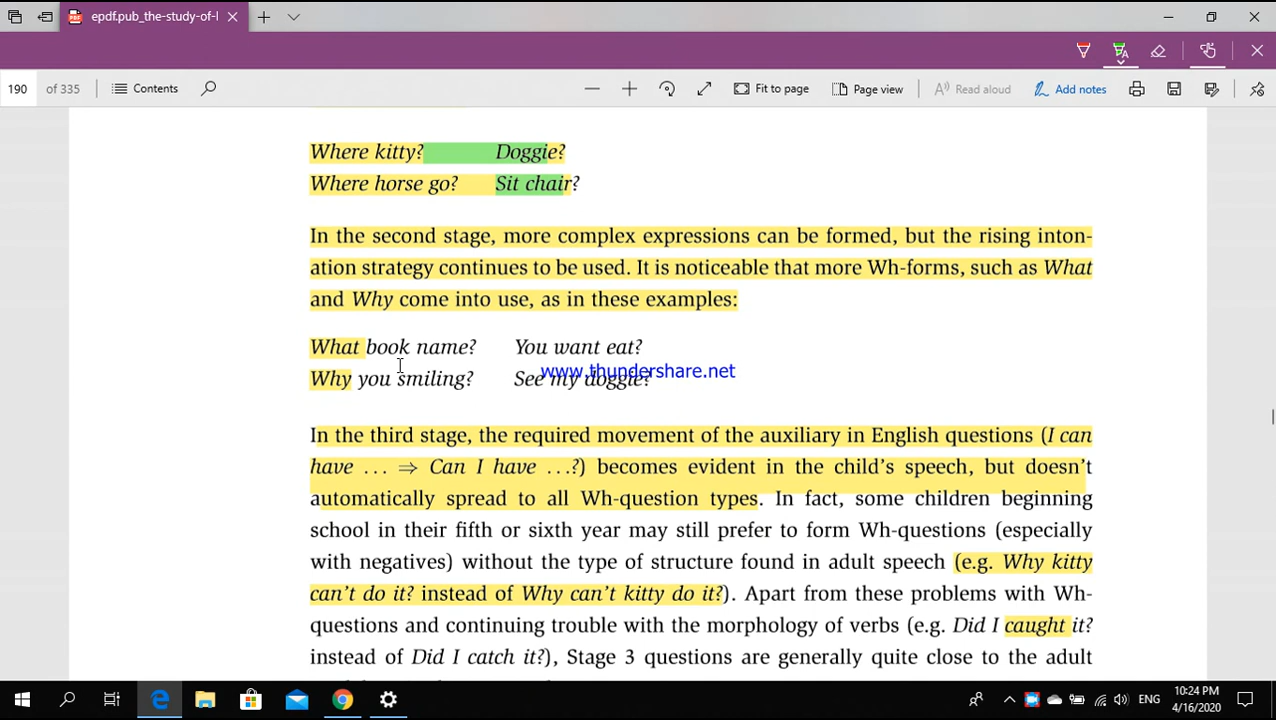 epdf.pub_the-study-of-l
190 of 335 Contents Fit to page Page view Read aloud Add notes
Where kitty? Doggie?
Where horse go? Sit chair?
In the second stage, more complex expressions can be formed, but the rising inton-
ation strategy continues to be used. It is noticeable that more Wh-forms, such as What
and Why come into use, as in these examples:
What book name? You want eat?
www.thundershare.net
Why you smiling? See my doggie?
In the third stage, the required movement of the auxiliary in English questions (I can
have ... ⇒ Can I have ...?) becomes evident in the child's speech, but doesn't
automatically spread to all Wh-question types. In fact, some children beginning
school in their fifth or sixth year may still prefer to form Wh-questions (especially
with negatives) without the type of structure found in adult speech (e.g. Why kitty
can't do it? instead of Why can't kitty do it?). Apart from these problems with Wh-
questions and continuing trouble with the morphology of verbs (e.g. Did I caught it?
instead of Did I catch it?), Stage 3 questions are generally quite close to the adult
ENG
10:24 PM
4/16/2020